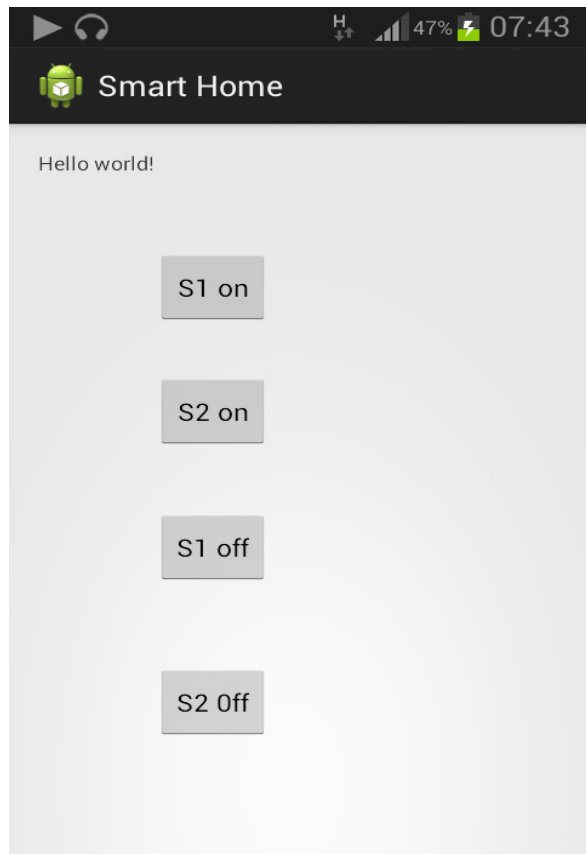 H 47% 07:43
Smart Home
Hello world!
S1 on
S2 on
S1 off
S2 0ff